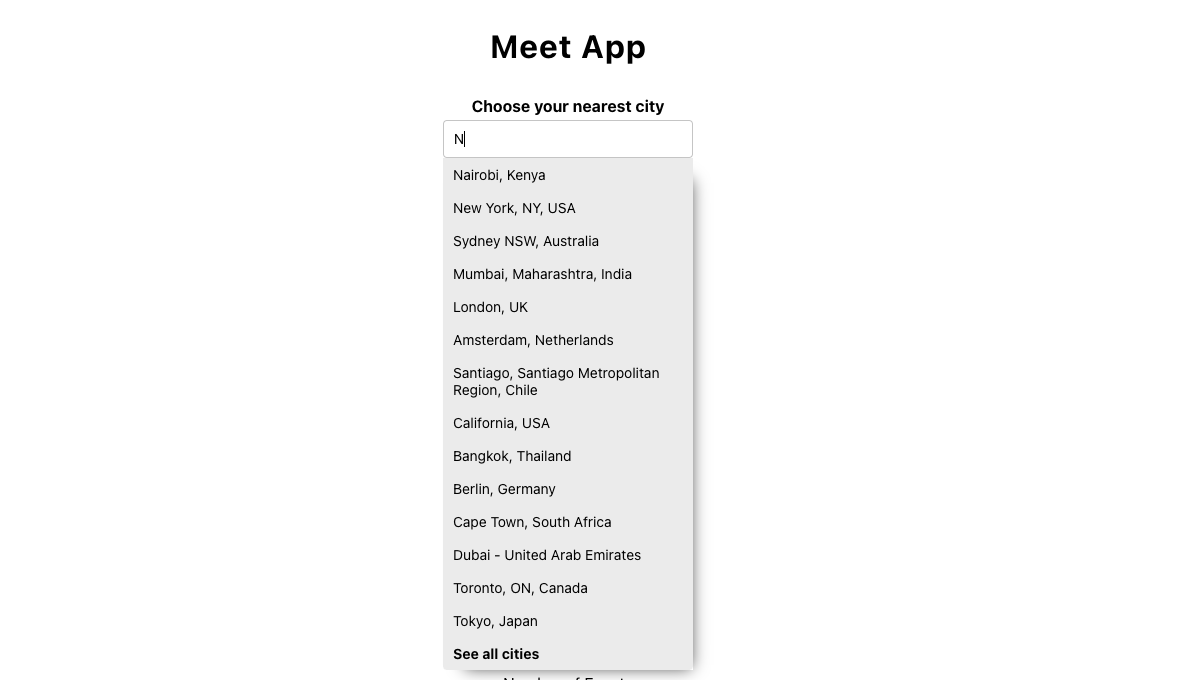 Meet App
Choose your nearest city
N
Nairobi, Kenya
New York, NY, USA
Sydney NSW, Australia
Mumbai, Maharashtra, India
London, UK
Amsterdam, Netherlands
Santiago, Santiago Metropolitan
Region, Chile
California, USA
Bangkok, Thailand
Berlin, Germany
Cape Town, South Africa
Dubai - United Arab Emirates
Toronto, ON, Canada
Tokyo, Japan
See all cities